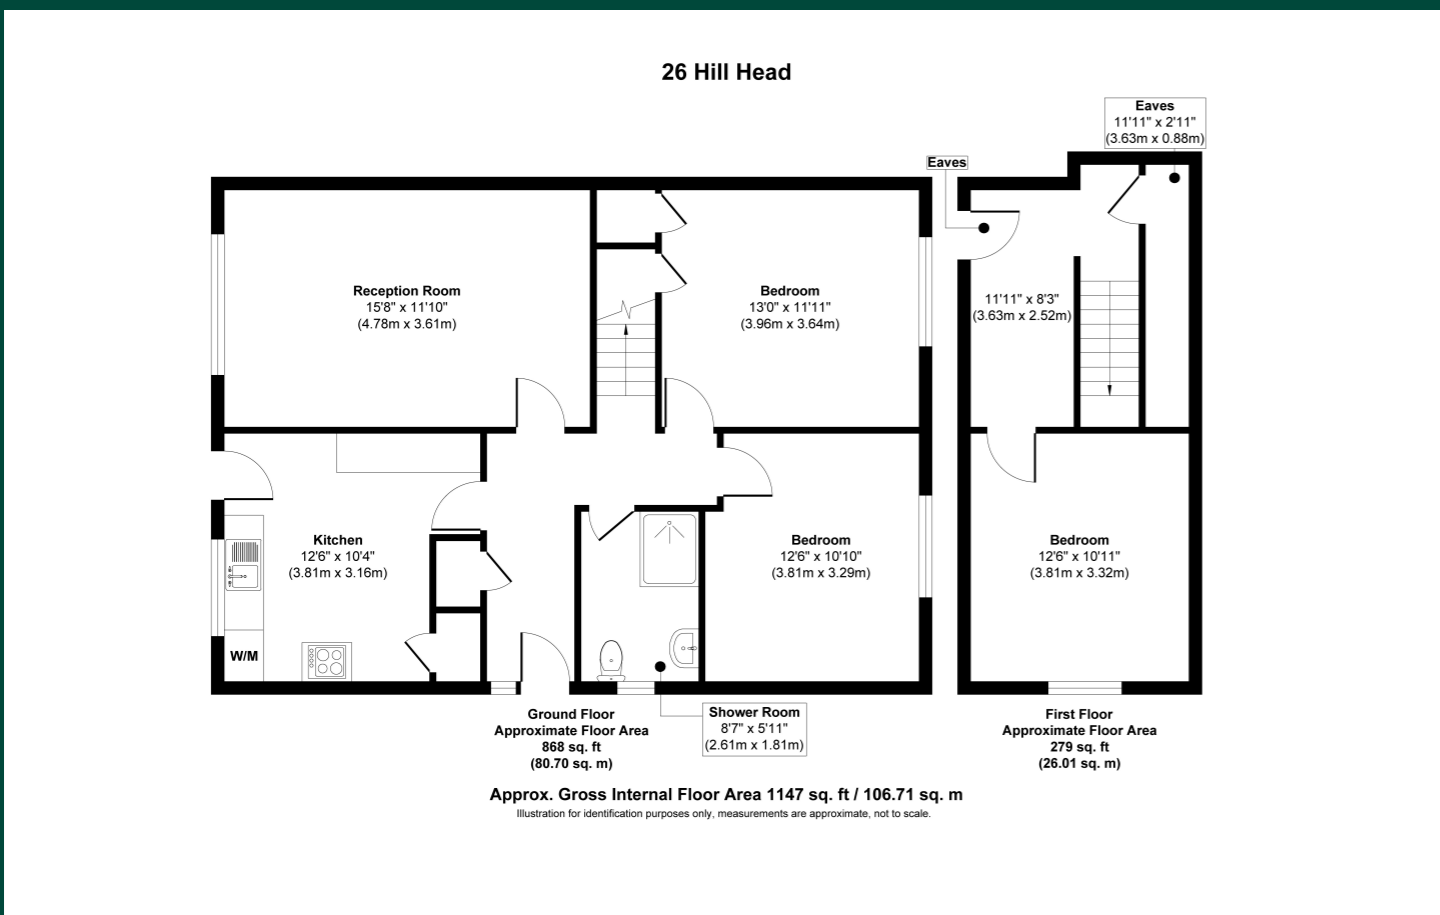 26 Hill Head
Eaves
11'11" x 2'11"
(3.63m x 0.88m)
Eaves
Reception Room
15'8" x 11'10"
(4.78m x 3.61m)
Bedroom
13'0" x 11'11"
(3.96m x 3.64m)
11'11" x 8'3"
(3.63m x 2.52m)
Kitchen
12'6" x 10'4"
(3.81m x 3.16m)
Bedroom
12'6" x 10'10"
(3.81m x 3.29m)
Bedroom
12'6" x 10'11"
(3.81m x 3.32m)
W/M
Ground Floor
Approximate Floor Area
868 sq. ft
(80.70 sq. m)
Shower Room
8'7" x 5'11"
(2.61m x 1.81m)
First Floor
Approximate Floor Area
279 sq. ft
(26.01 sq. m)
Approx. Gross Internal Floor Area 1147 sq. ft / 106.71 sq. m
Illustration for identification purposes only, measurements are approximate, not to scale.